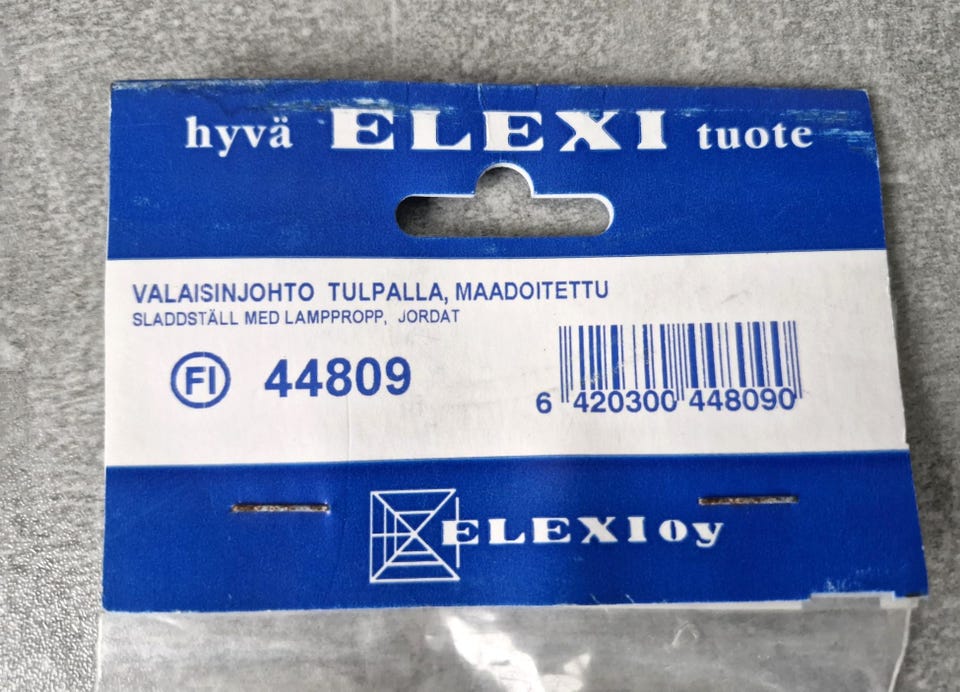 hyvä ELEXI tuote
VALAISINJOHTO TULPALLA, MAADOITETTU
SLADDSTÄLL MED LAMPPROPP, JORDAT
FI 44809
6 420300 448090
ELEXI oy